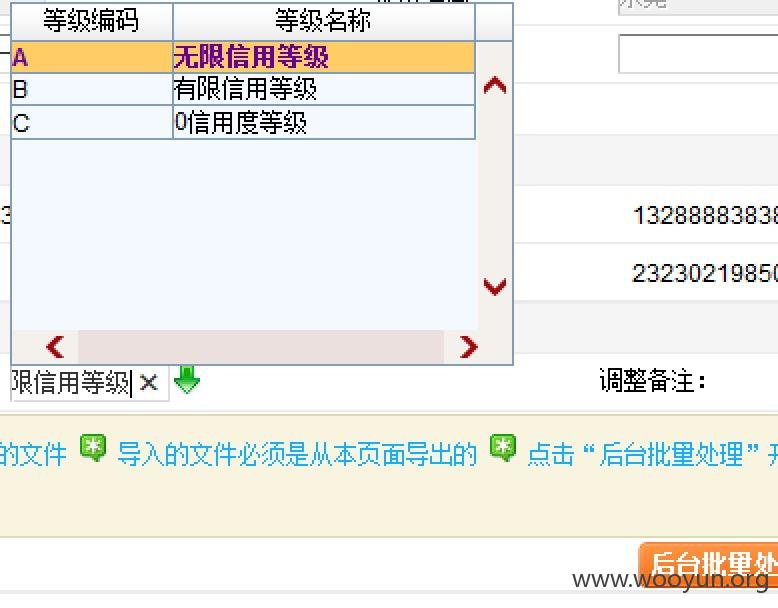 等级编码 等级名称
A 无限信用等级
B 有限信用等级
C 0信用度等级
13288883838
23230219850
限信用等级 调整备注：
的文件 导入的文件必须是从本页面导出的 点击“后台批量处理”开
后台批量处
www.wooyun.org